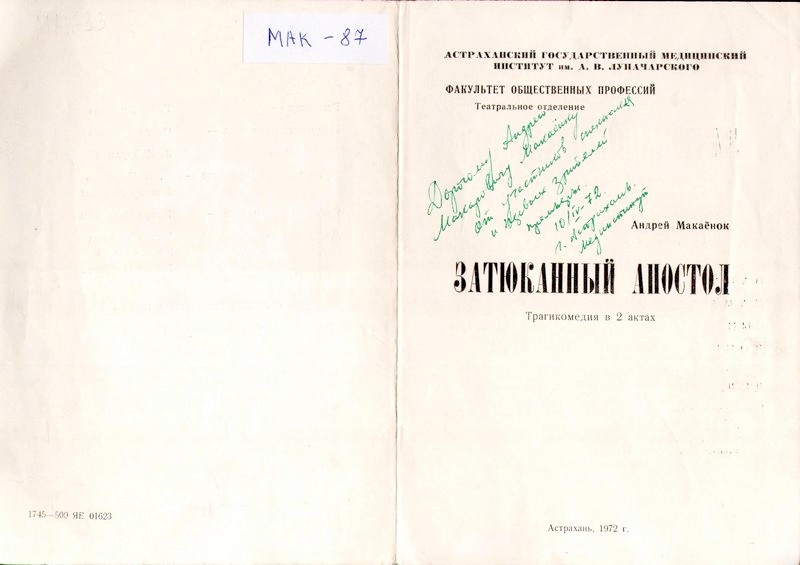 МАК - 87
1745—500 ЯЕ 01623
АСТРАХАНСКИЙ ГОСУДАРСТВЕННЫЙ МЕДИЦИНСКИЙ
ИНСТИТУТ им. А. В. ЛУНАЧАРСКОГО
ФАКУЛЬТЕТ ОБЩЕСТВЕННЫХ ПРОФЕССИЙ
Театральное отделение
Дорогому Андрею
Макаровичу Макаёнку
от участников спектакля
и первых зрителей
премьеры
10/IV-72.
г. Астрахань.
мединститут
Андрей Макаёнок
ЗАТЮКАННЫЙ АПОСТОЛ
Трагикомедия в 2 актах
Астрахань, 1972 г.